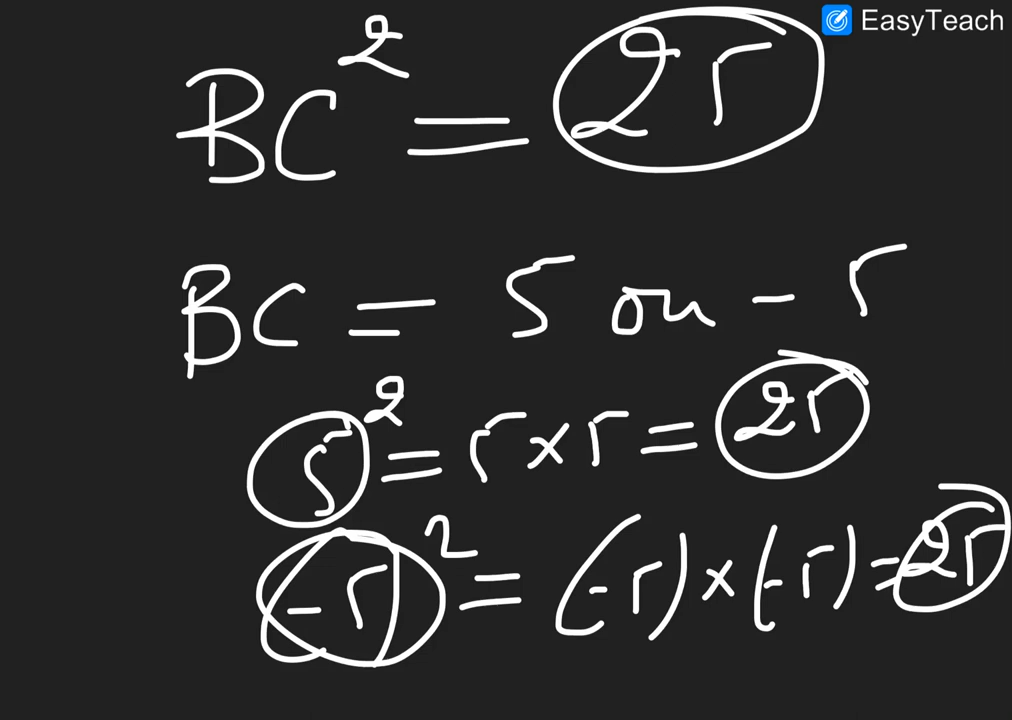 EasyTeach
BC² = 25
BC = 5 ou - 5
5² = 5 × 5 = 25
(-5)² = (-5) × (-5) = 25